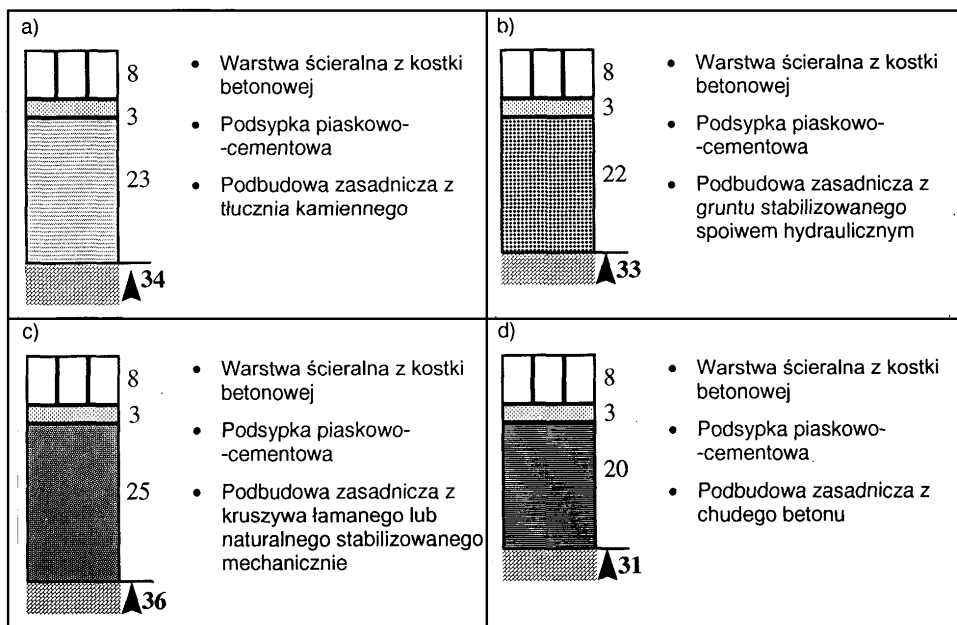 a)
8
3
23
34
• Warstwa ścieralna z kostki
betonowej
• Podsypka piaskowo-
-cementowa
• Podbudowa zasadnicza z
tłucznia kamiennego
b)
8
3
22
33
• Warstwa ścieralna z kostki
betonowej
• Podsypka piaskowo-
-cementowa
• Podbudowa zasadnicza z
gruntu stabilizowanego
spoiwem hydraulicznym
c)
8
3
25
36
• Warstwa ścieralna z kostki
betonowej
• Podsypka piaskowo-
-cementowa
• Podbudowa zasadnicza z
kruszywa łamanego lub
naturalnego stabilizowanego
mechanicznie
d)
8
3
20
31
• Warstwa ścieralna z kostki
betonowej
• Podsypka piaskowo-
-cementowa
• Podbudowa zasadnicza z
chudego betonu